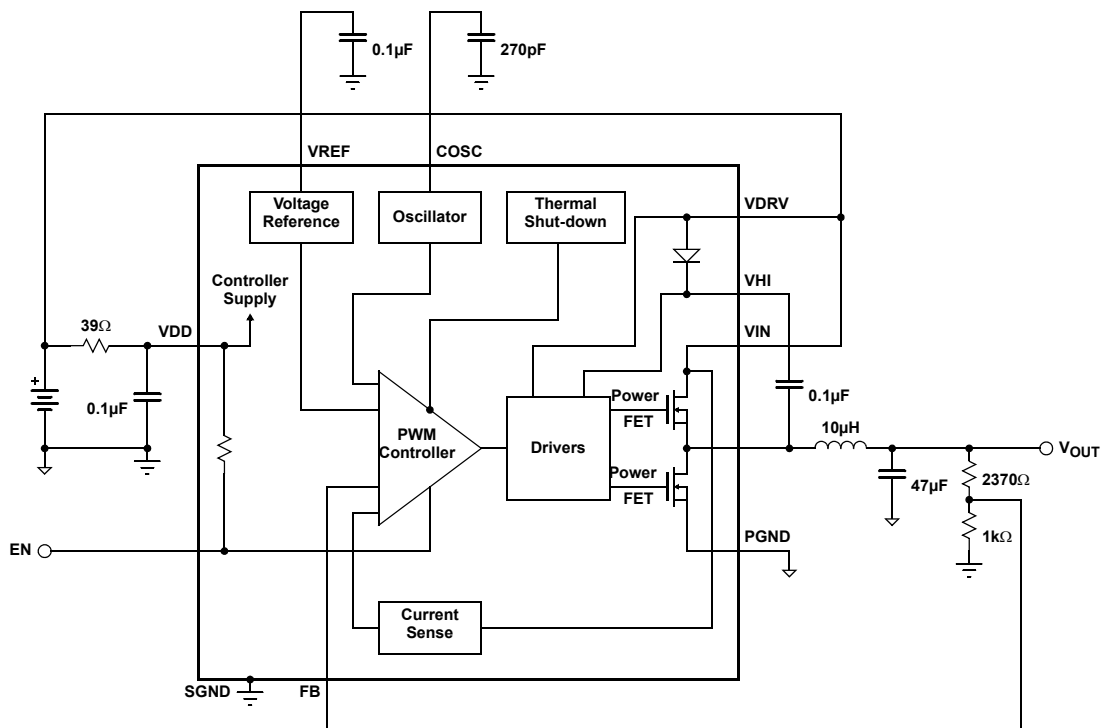 0.1µF
270pF
VREF
COSC
Voltage
Reference
Oscillator
Thermal
Shut-down
VDRV
Controller
Supply
VHI
39Ω
VDD
VIN
+
0.1µF
Power
FET
0.1µF
PWM
Controller
Drivers
10µH
VOUT
Power
FET
47µF
2370Ω
1kΩ
EN
PGND
Current
Sense
SGND
FB